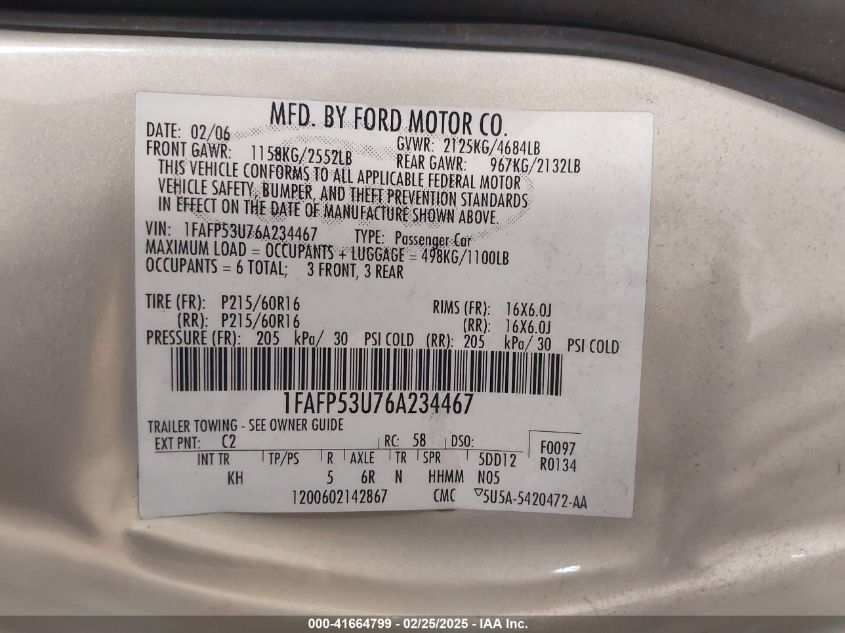 MFD. BY FORD MOTOR CO.
DATE: 02/06 GVWR: 2125KG/4684LB
FRONT GAWR: 1158KG/2552LB REAR GAWR: 967KG/2132LB
THIS VEHICLE CONFORMS TO ALL APPLICABLE FEDERAL MOTOR
VEHICLE SAFETY, BUMPER, AND THEFT PREVENTION STANDARDS
IN EFFECT ON THE DATE OF MANUFACTURE SHOWN ABOVE.
VIN: 1FAFP53U76A234467 TYPE: Passenger Car
MAXIMUM LOAD = OCCUPANTS + LUGGAGE = 498KG/1100LB
OCCUPANTS = 6 TOTAL; 3 FRONT, 3 REAR
TIRE (FR): P215/60R16 RIMS (FR): 16X6.0J
(RR): P215/60R16 (RR): 16X6.0J
PRESSURE (FR): 205 kPa/ 30 PSI COLD (RR): 205 kPa/ 30 PSI COLD
1FAFP53U76A234467
TRAILER TOWING - SEE OWNER GUIDE
EXT PNT: C2 RC: 58 DSO: F0097
INT TR TP/PS R AXLE TR SPR 5DD12 R0134
KH 5 6R N HHMM N05
1200602142867 CMC ▽5U5A-5420472-AA
000-41664799 - 02/25/2025 - IAA Inc.